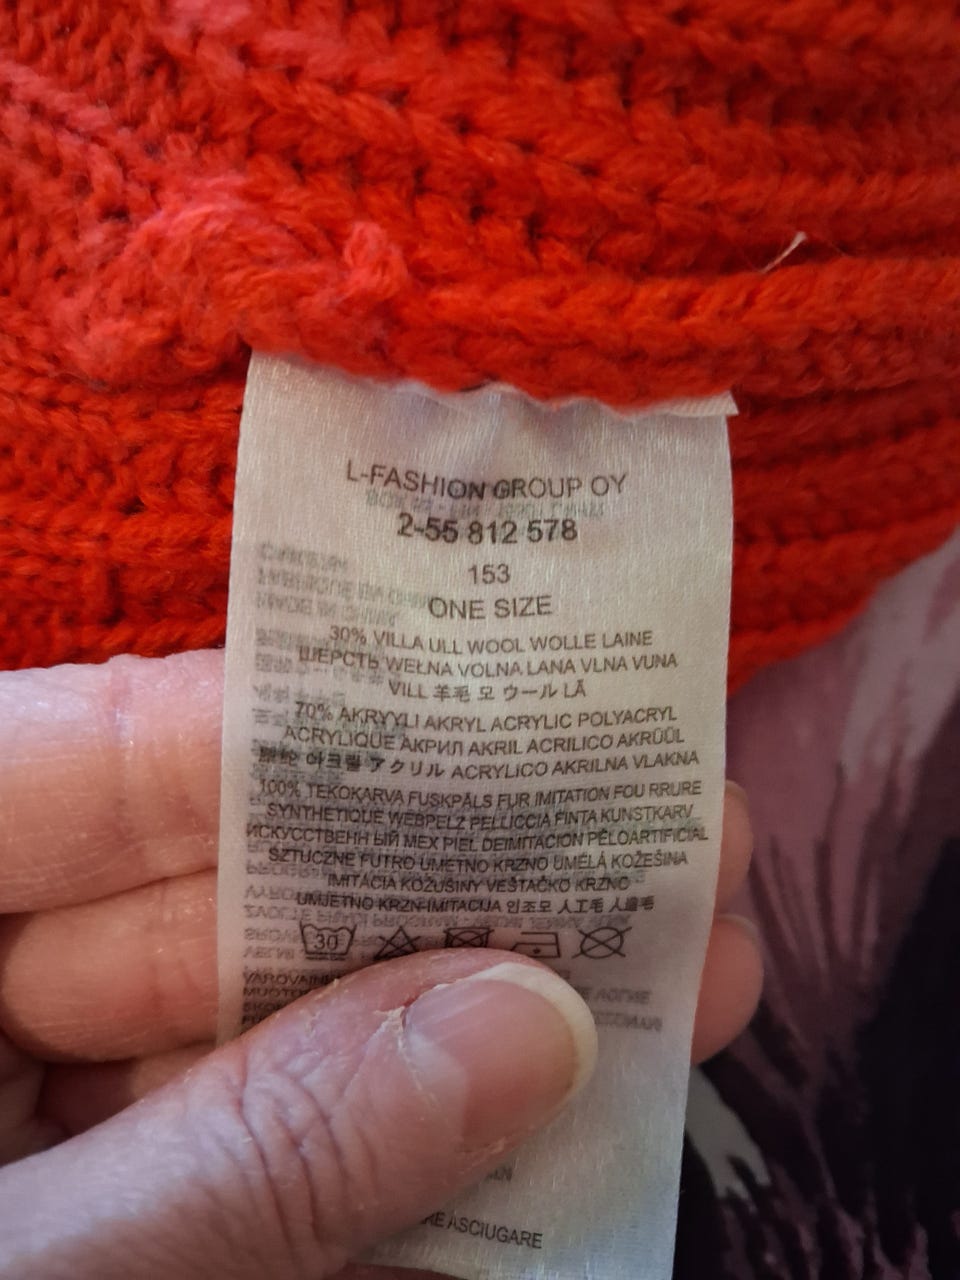 L-FASHION GROUP OY
2-55 812 578
153
ONE SIZE
30% VILLA ULL WOOL WOLLE LAINE
ШЕРСТЬ WEŁNA VOLNA LANA VLNA VUNA
VILL 羊毛 모 ウール LÃ
70% AKRYYLI AKRYL ACRYLIC POLYACRYL
ACRYLIQUE АКРИЛ AKRIL ACRILICO AKRÜÜL
아크릴 アクリル ACRYLICO AKRILNA VLAKNA
100% TEKOKARVA FUSKPÄLS FUR IMITATION FOU RRURE
SYNTHETIQUE WEBPELZ PELLICCIA FINTA KUNSTKARV
ИСКУССТВЕНН ЫЙ МЕХ PIEL DEIMITACION PÊLOARTIFICIAL
SZTUCZNE FUTRO UMETNO KRZNO UMĚLÁ KOŽEŠINA
IMITÁCIA KOŽUŠINY VEŠTAČKO KRZNO
UMJETNO KRZN-IMITACIJA 인조모 人工毛 人造毛
30
VAROVAINEN
ASCIUGARE